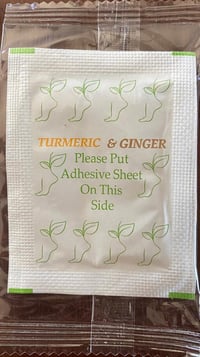 TURMERIC & GINGER
Please Put
Adhesive Sheet
On This
Side